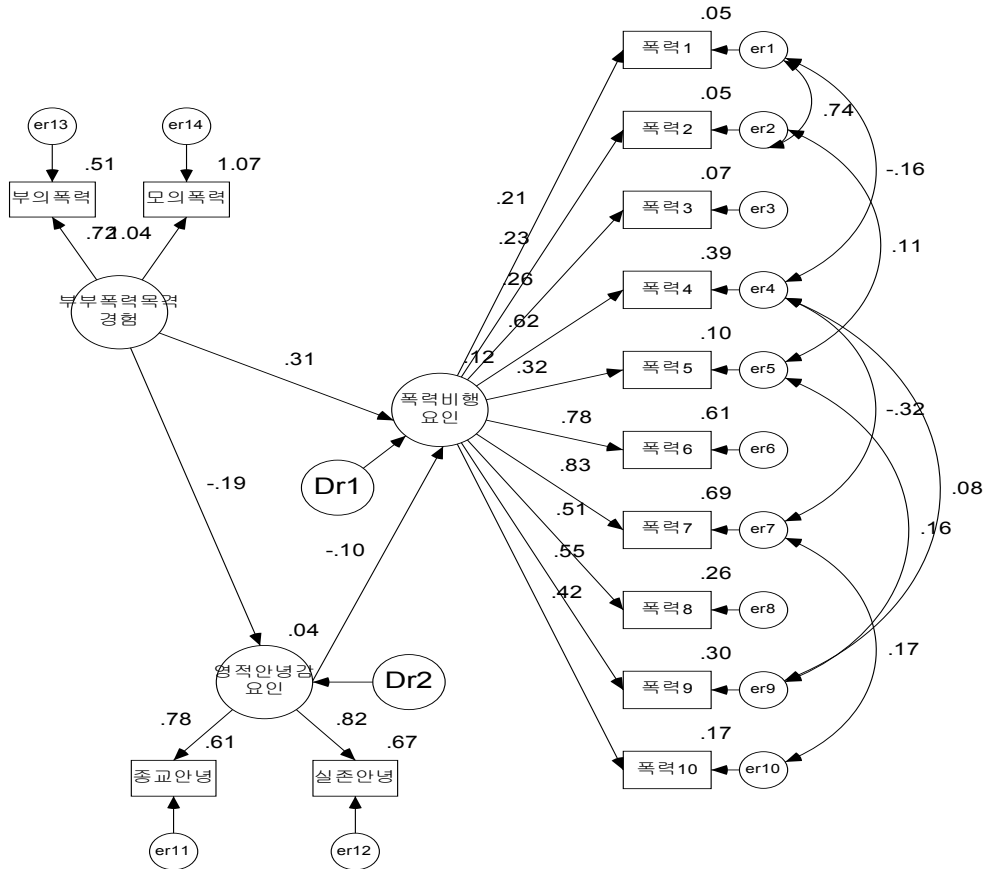 .05
폭력1
er1
.74
.05
폭력2
er2
-.16
er13
er14
.51
1.07
부의폭력
모의폭력
.07
.21
폭력3
er3
.72
1.04
.23
.11
.39
.26
폭력4
er4
부부폭력목격
경험
.62
.10
.31
.12
.32
폭력5
er5
폭력비행
요인
.78
.61
-.32
.83
폭력6
er6
Dr1
-.19
.51
.69
.08
폭력7
er7
.16
-.10
.55
.26
.42
폭력8
er8
.04
.17
영적안녕감
요인
Dr2
.30
폭력9
er9
.78
.82
.61
.67
.17
종교안녕
실존안녕
폭력10
er10
er11
er12